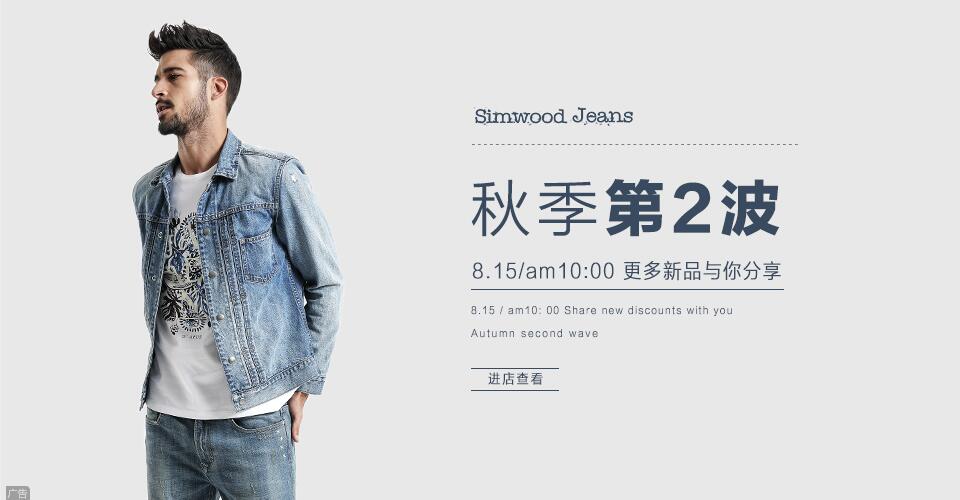 Simwood Jeans
秋季第2波
8.15/am10:00 更多新品与你分享
8.15 / am10: 00 Share new discounts with you
Autumn second wave
进店查看
广告